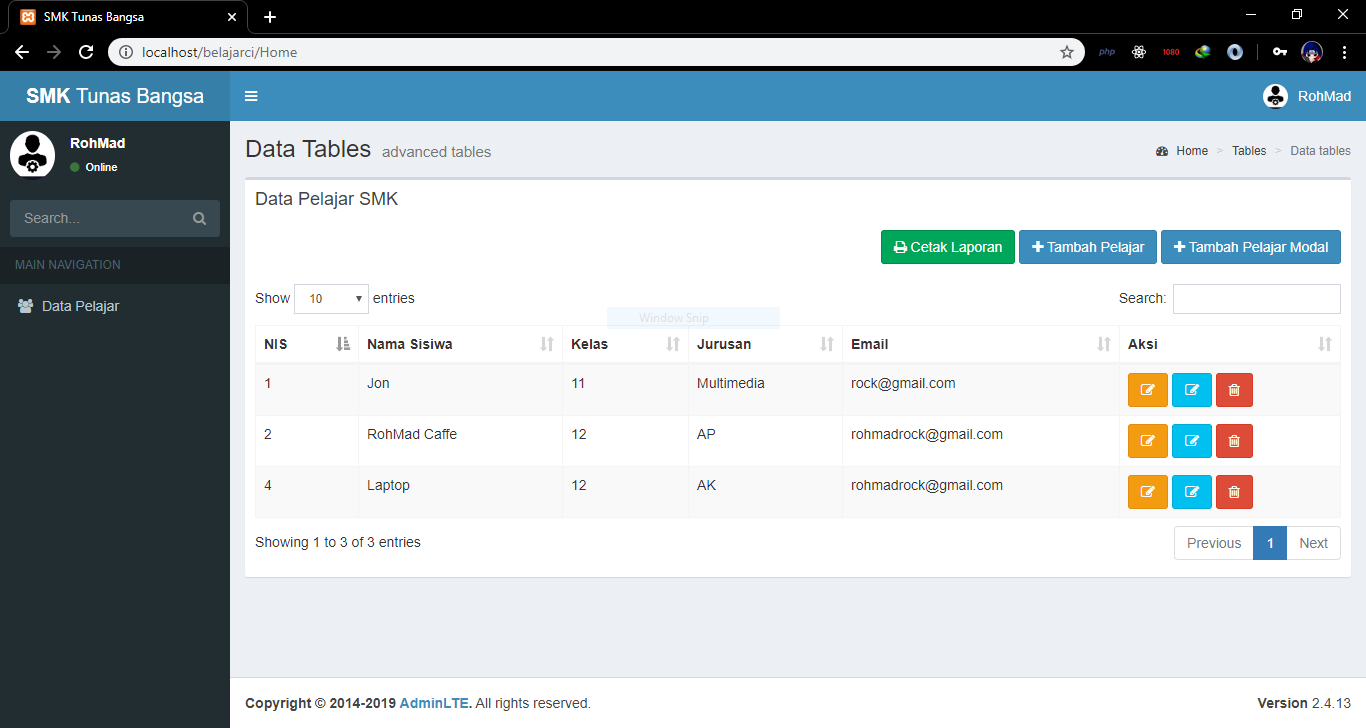 SMK Tunas Bangsa
localhost/belajarci/Home
php
1080
SMK Tunas Bangsa
RohMad
RohMad
Online
Search...
MAIN NAVIGATION
Data Pelajar
Data Tables advanced tables
Home > Tables > Data tables
Data Pelajar SMK
Cetak Laporan
Tambah Pelajar
Tambah Pelajar Modal
Show 10 entries
Search:
Window Snip
NIS Nama Sisiwa Kelas Jurusan Email Aksi
1 Jon 11 Multimedia rock@gmail.com
2 RohMad Caffe 12 AP rohmadrock@gmail.com
4 Laptop 12 AK rohmadrock@gmail.com
Showing 1 to 3 of 3 entries
Previous 1 Next
Copyright © 2014-2019 AdminLTE. All rights reserved.
Version 2.4.13